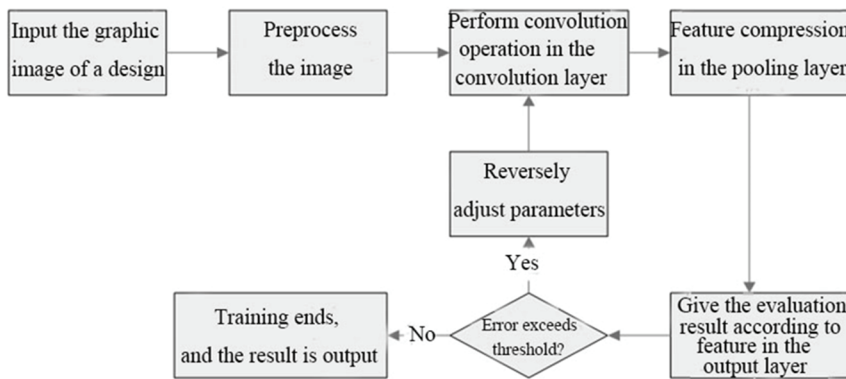 Input the graphic
image of a design
Preprocess
the image
Perform convolution
operation in the
convolution layer
Feature compression
in the pooling layer
Reversely
adjust parameters
Yes
Error exceeds
threshold?
No
Training ends,
and the result is output
Give the evaluation
result according to
feature in the
output layer